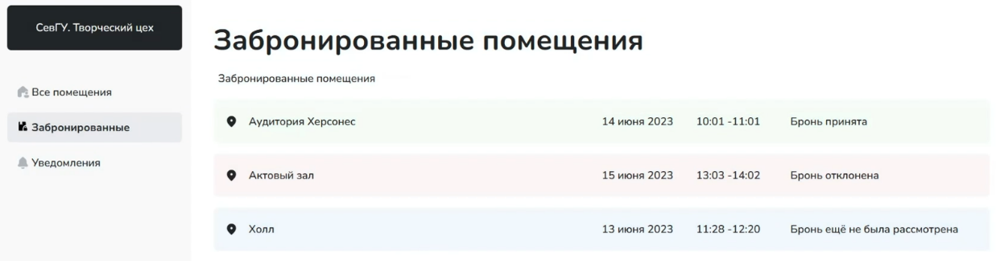 СевГУ. Творческий цех
Все помещения
Забронированные
Уведомления
Забронированные помещения
Забронированные помещения
Аудитория Херсонес 14 июня 2023 10:01 -11:01 Бронь принята
Актовый зал 15 июня 2023 13:03 -14:02 Бронь отклонена
Холл 13 июня 2023 11:28 -12:20 Бронь ещё не была рассмотрена